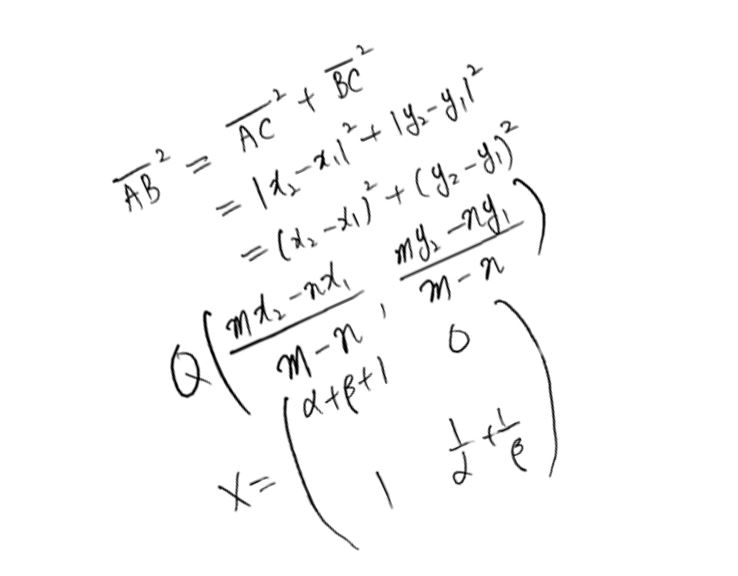 $\overline{AB}^2 = \overline{AC}^2 + \overline{BC}^2$
$= |x_2 - x_1|^2 + |y_2 - y_1|^2$
$= (x_2 - x_1)^2 + (y_2 - y_1)^2$
$Q\left(\frac{mx_2 - nx_1}{m-n}, \frac{my_2 - ny_1}{m-n}\right)$
$X = \begin{pmatrix} \alpha+\beta+1 & 0 \\ 1 & \frac{1}{\alpha}+\frac{1}{\beta} \end{pmatrix}$